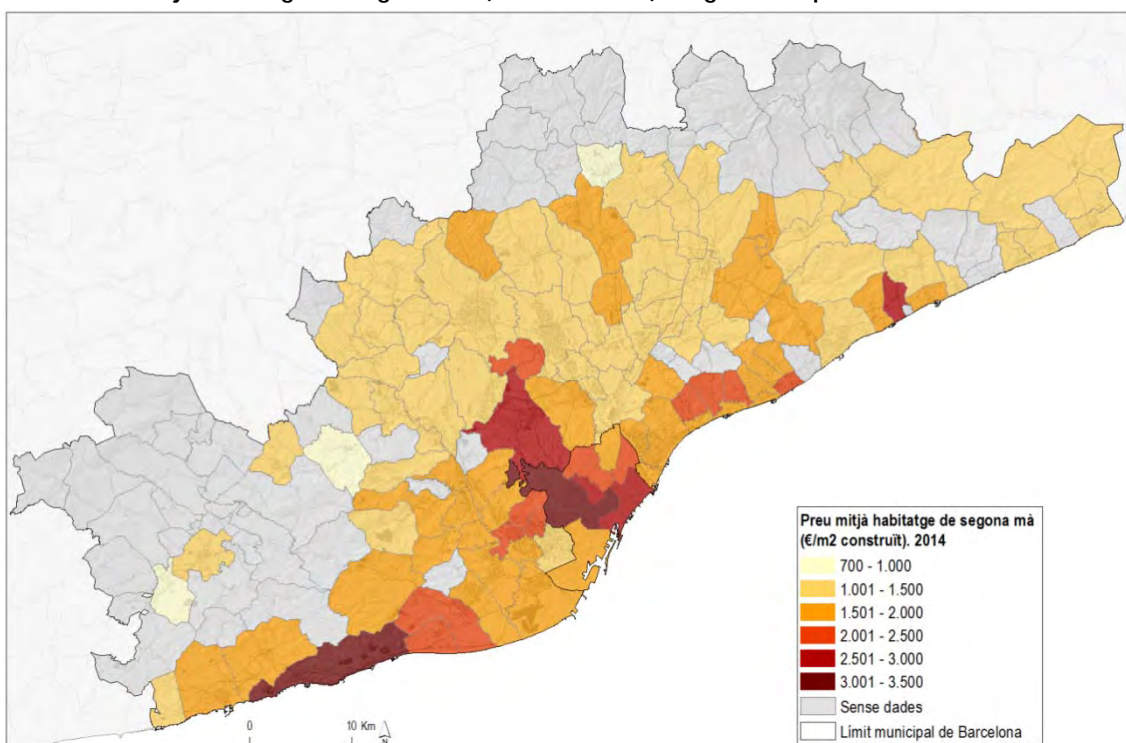 Preu mitjà habitatge de segona mà
(€/m2 construït). 2014
700 - 1.000
1.001 - 1.500
1.501 - 2.000
2.001 - 2.500
2.501 - 3.000
3.001 - 3.500
Sense dades
Límit municipal de Barcelona
0 10 Km
N